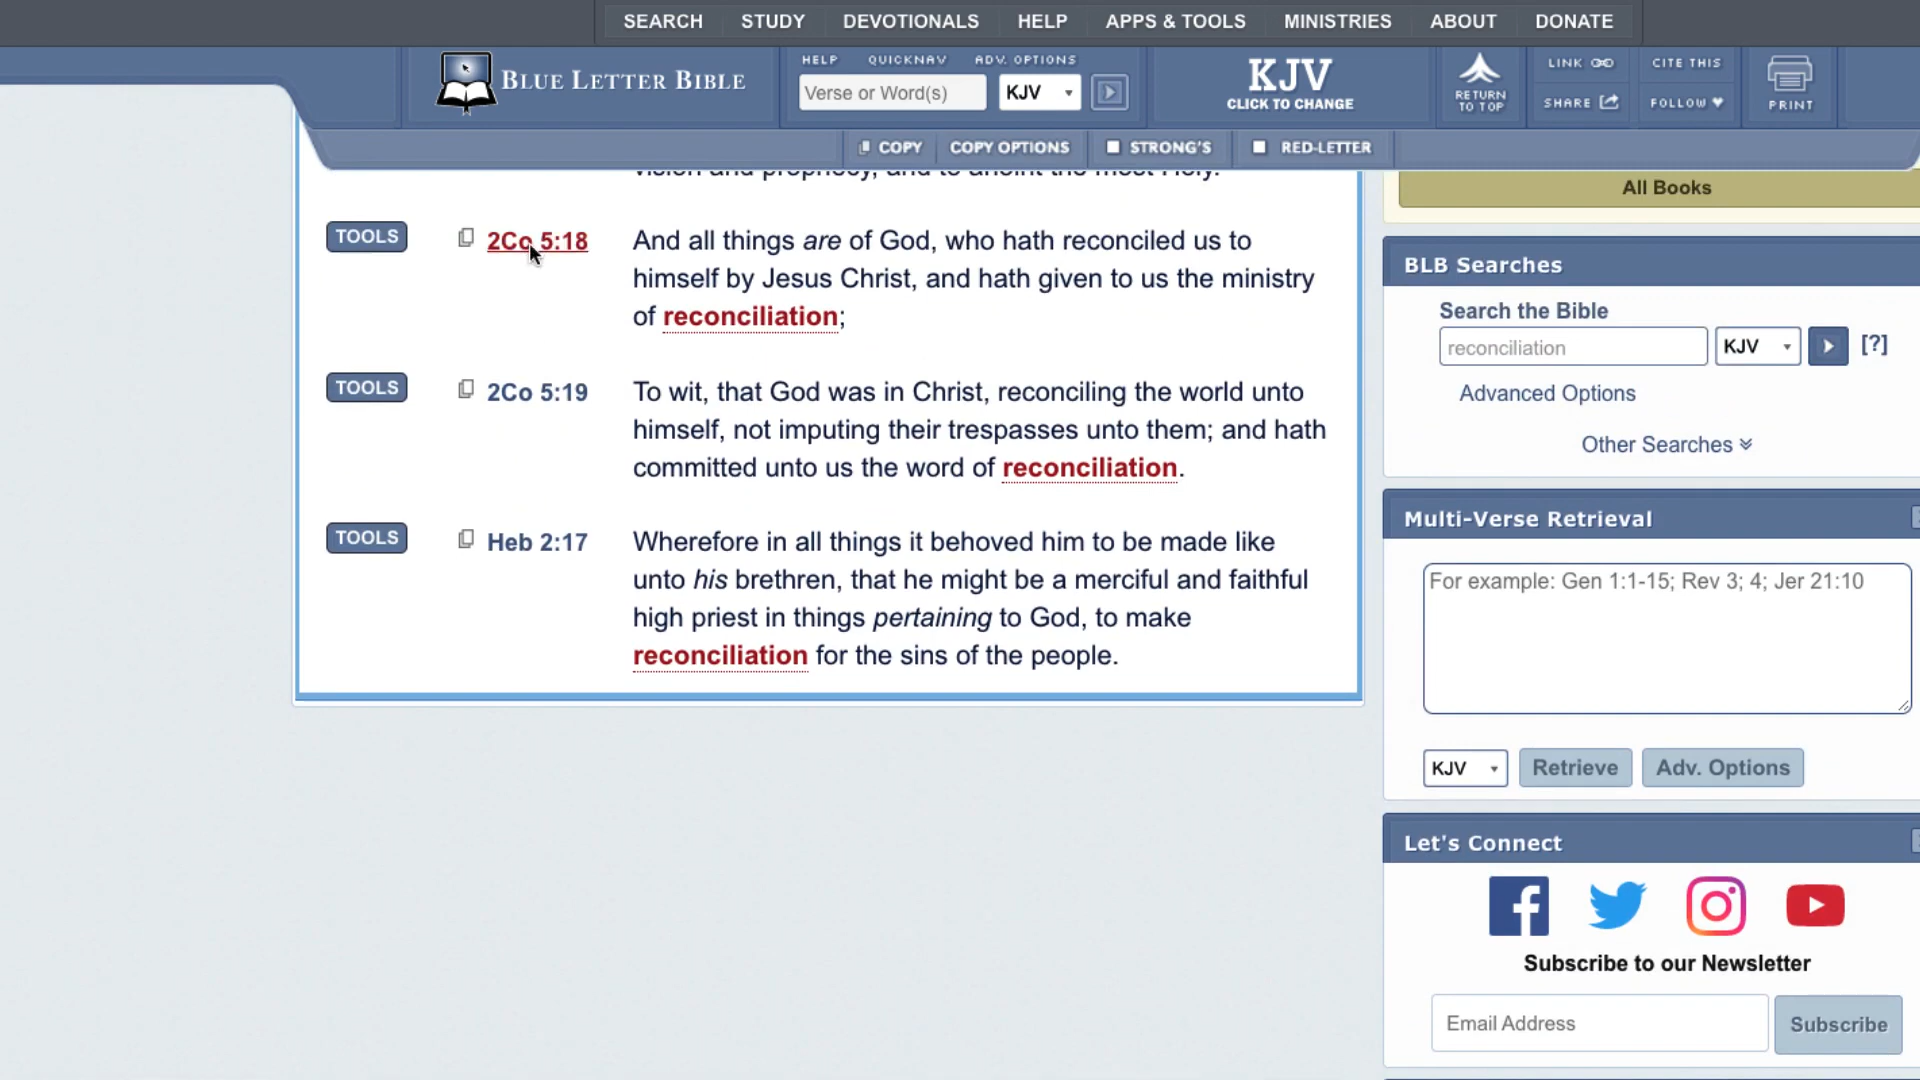 SEARCH STUDY DEVOTIONALS HELP APPS & TOOLS MINISTRIES ABOUT DONATE
BLUE LETTER BIBLE
HELP QUICKNAV ADV. OPTIONS
Verse or Word(s) KJV
KJV
CLICK TO CHANGE
RETURN
TO TOP
LINK
SHARE
CITE THIS
FOLLOW
PRINT
COPY COPY OPTIONS STRONG'S RED-LETTER
vision and prophecy, and to anoint the most Holy.
TOOLS 2Co 5:18 And all things are of God, who hath reconciled us to
himself by Jesus Christ, and hath given to us the ministry
of reconciliation;
TOOLS 2Co 5:19 To wit, that God was in Christ, reconciling the world unto
himself, not imputing their trespasses unto them; and hath
committed unto us the word of reconciliation.
TOOLS Heb 2:17 Wherefore in all things it behoved him to be made like
unto his brethren, that he might be a merciful and faithful
high priest in things pertaining to God, to make
reconciliation for the sins of the people.
All Books
BLB Searches
Search the Bible
reconciliation KJV [?]
Advanced Options
Other Searches
Multi-Verse Retrieval
For example: Gen 1:1-15; Rev 3; 4; Jer 21:10
KJV Retrieve Adv. Options
Let's Connect
Subscribe to our Newsletter
Email Address Subscribe